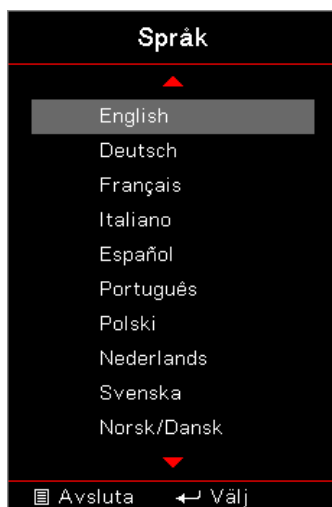 Språk
English
Deutsch
Français
Italiano
Español
Português
Polski
Nederlands
Svenska
Norsk/Dansk
Avsluta Välj